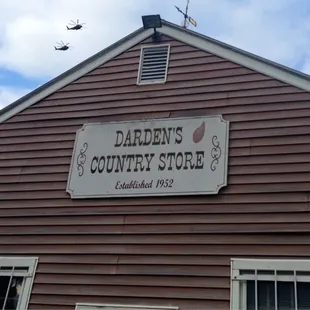 DARDEN'S
COUNTRY STORE
Established 1952